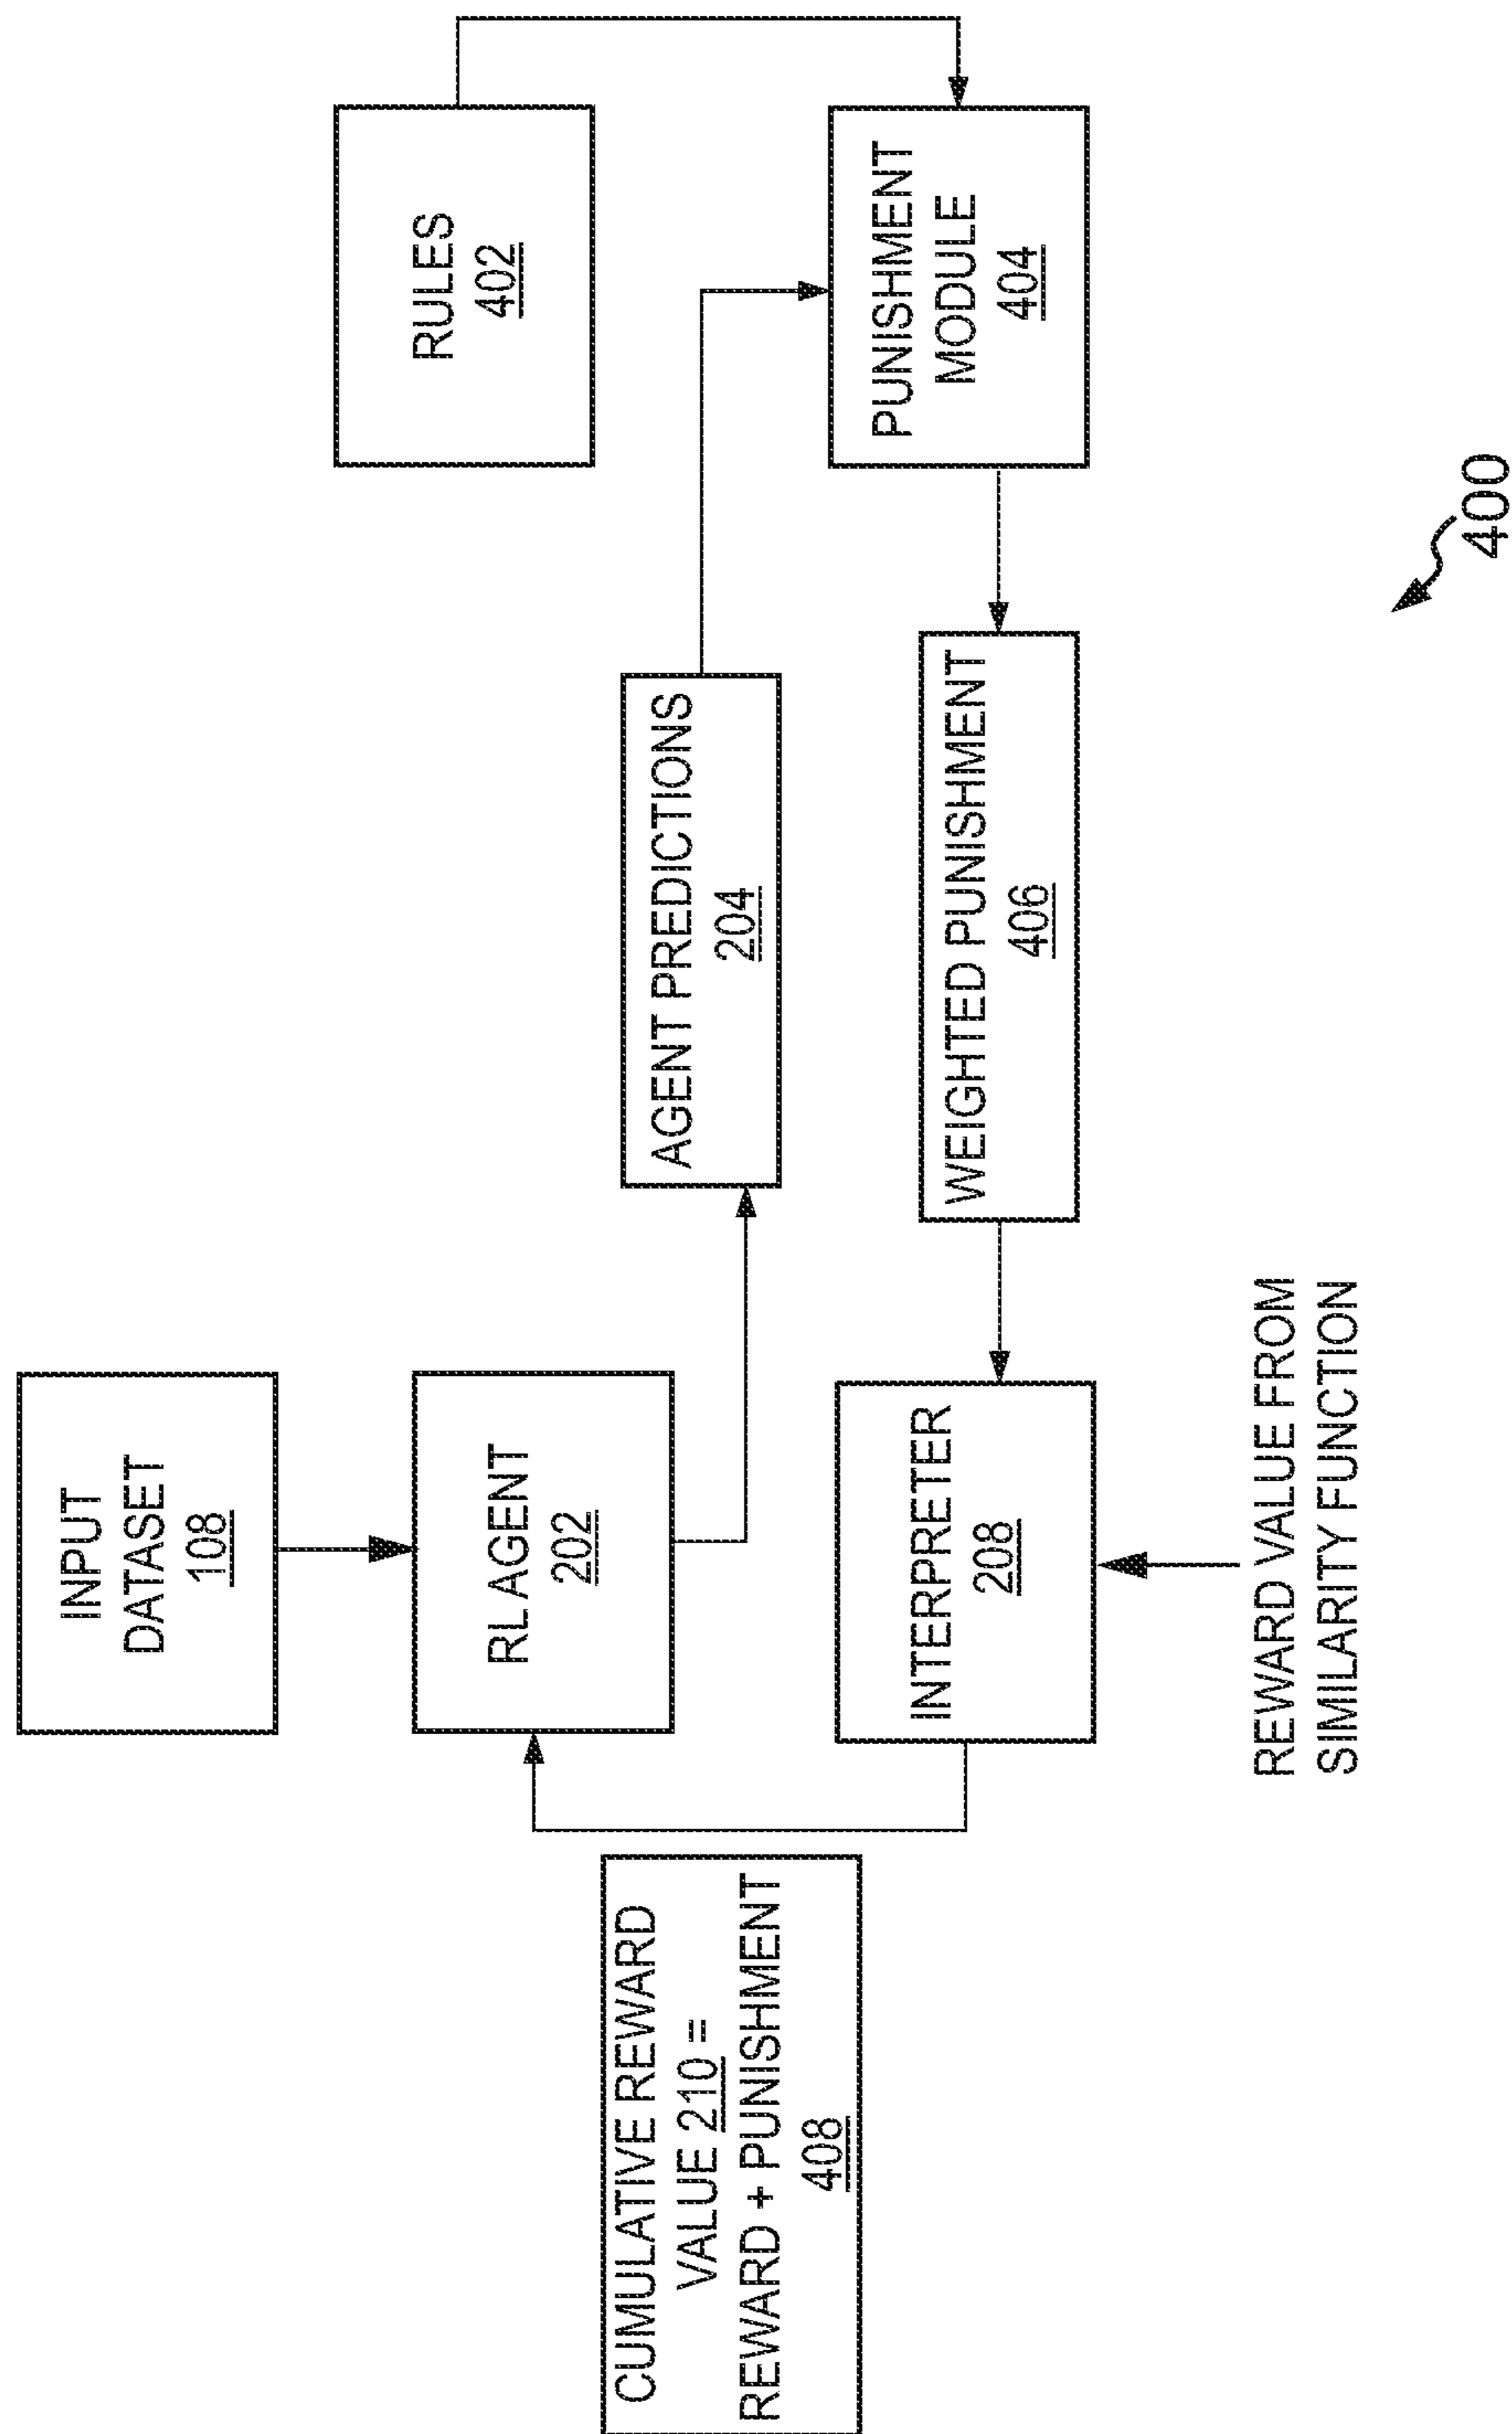 INPUT
DATASET
108
RULES
402
RL AGENT
202
CUMULATIVE REWARD
VALUE 210 =
REWARD + PUNISHMENT
408
AGENT PREDICTIONS
204
INTERPRETER
208
WEIGHTED PUNISHMENT
406
PUNISHMENT
MODULE
404
REWARD VALUE FROM
SIMILARITY FUNCTION
400